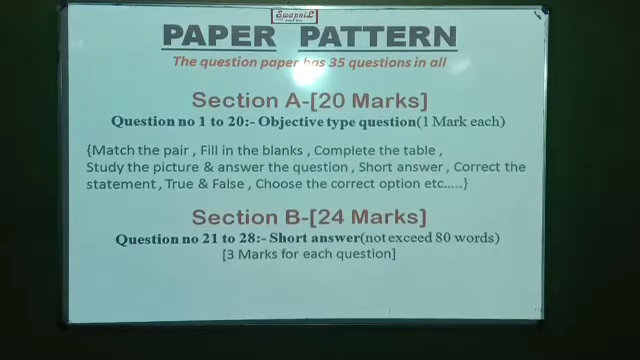 SwapniL
PAPER PATTERN
The question paper has 35 questions in all
Section A-[20 Marks]
Question no 1 to 20:- Objective type question(1 Mark each)
{Match the pair , Fill in the blanks , Complete the table ,
Study the picture & answer the question , Short answer , Correct the
statement , True & False , Choose the correct option etc.....}
Section B-[24 Marks]
Question no 21 to 28:- Short answer(not exceed 80 words)
[3 Marks for each question]